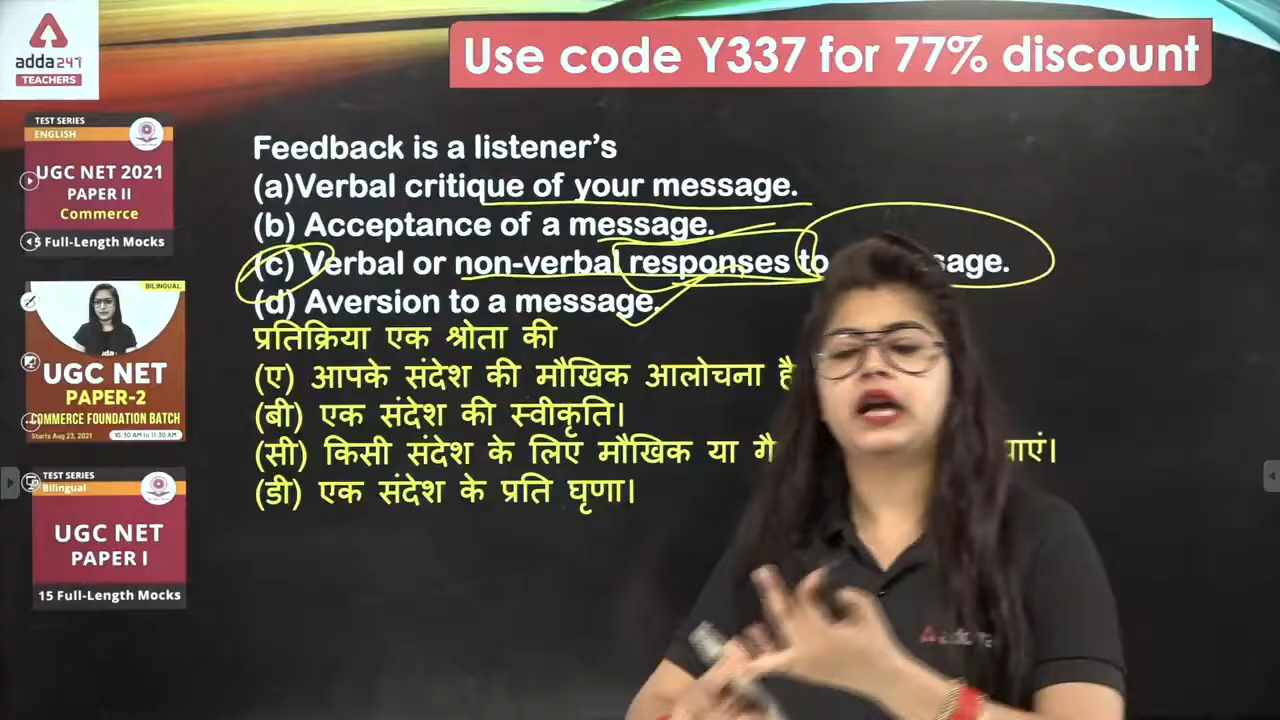 adda247
TEACHERS
Use code Y337 for 77% discount
TEST SERIES
ENGLISH
UGC NET 2021
PAPER II
Commerce
5 Full-Length Mocks
BILINGUAL
UGC NET
PAPER-2
COMMERCE FOUNDATION BATCH
Starts Aug 23, 2021
10:30 AM to 11:30 AM
TEST SERIES
Bilingual
UGC NET
PAPER I
15 Full-Length Mocks
Feedback is a listener's
(a)Verbal critique of your message.
(b) Acceptance of a message.
(c) Verbal or non-verbal responses to
(d) Aversion to a message.
प्रतिक्रिया एक श्रोता की
(ए) आपके संदेश की मौखिक आलोचना है
(बी) एक संदेश की स्वीकृति।
(सी) किसी संदेश के लिए मौखिक या
(डी) एक संदेश के प्रति घृणा।